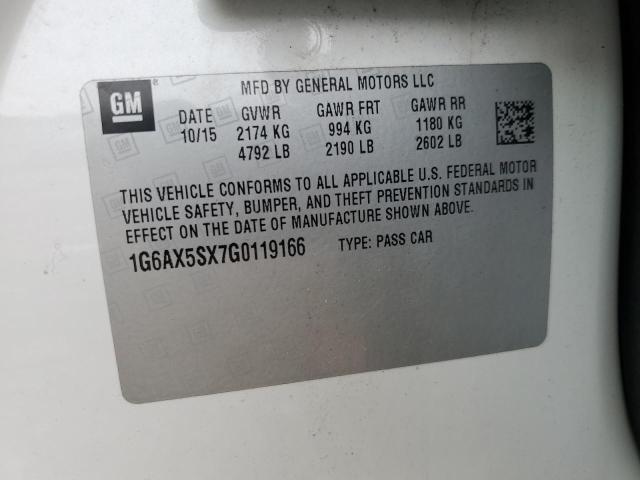 GM
MFD BY GENERAL MOTORS LLC
DATE GVWR GAWR FRT GAWR RR
10/15 2174 KG 994 KG 1180 KG
4792 LB 2190 LB 2602 LB
THIS VEHICLE CONFORMS TO ALL APPLICABLE U.S. FEDERAL MOTOR
VEHICLE SAFETY, BUMPER, AND THEFT PREVENTION STANDARDS IN
EFFECT ON THE DATE OF MANUFACTURE SHOWN ABOVE.
1G6AX5SX7G0119166 TYPE: PASS CAR